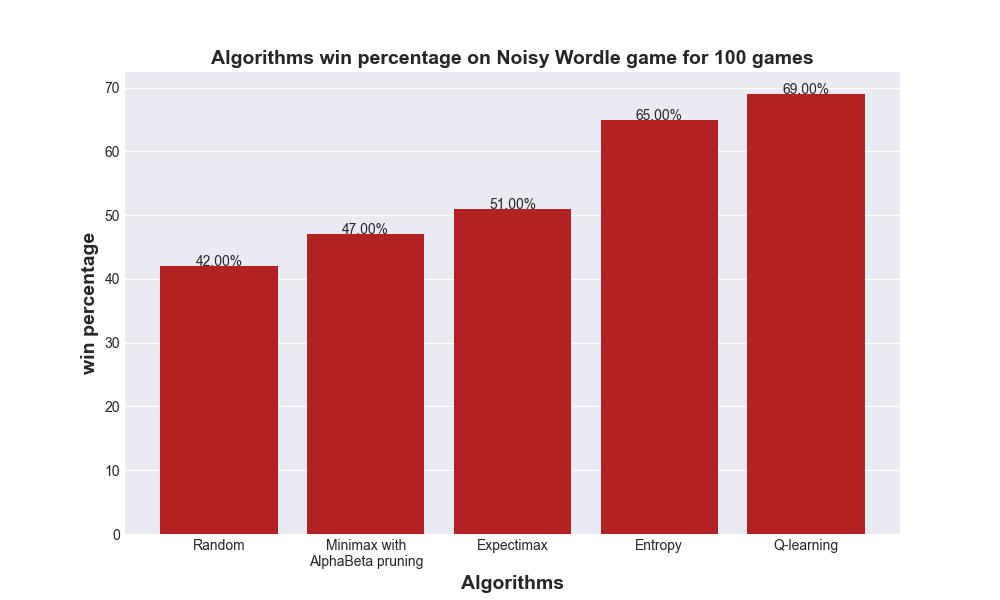 Algorithms win percentage on Noisy Wordle game for 100 games
win percentage
70
60
50
40
30
20
10
0
42.00%
47.00%
51.00%
65.00%
69.00%
Random
Minimax with
AlphaBeta pruning
Expectimax
Entropy
Q-learning
Algorithms